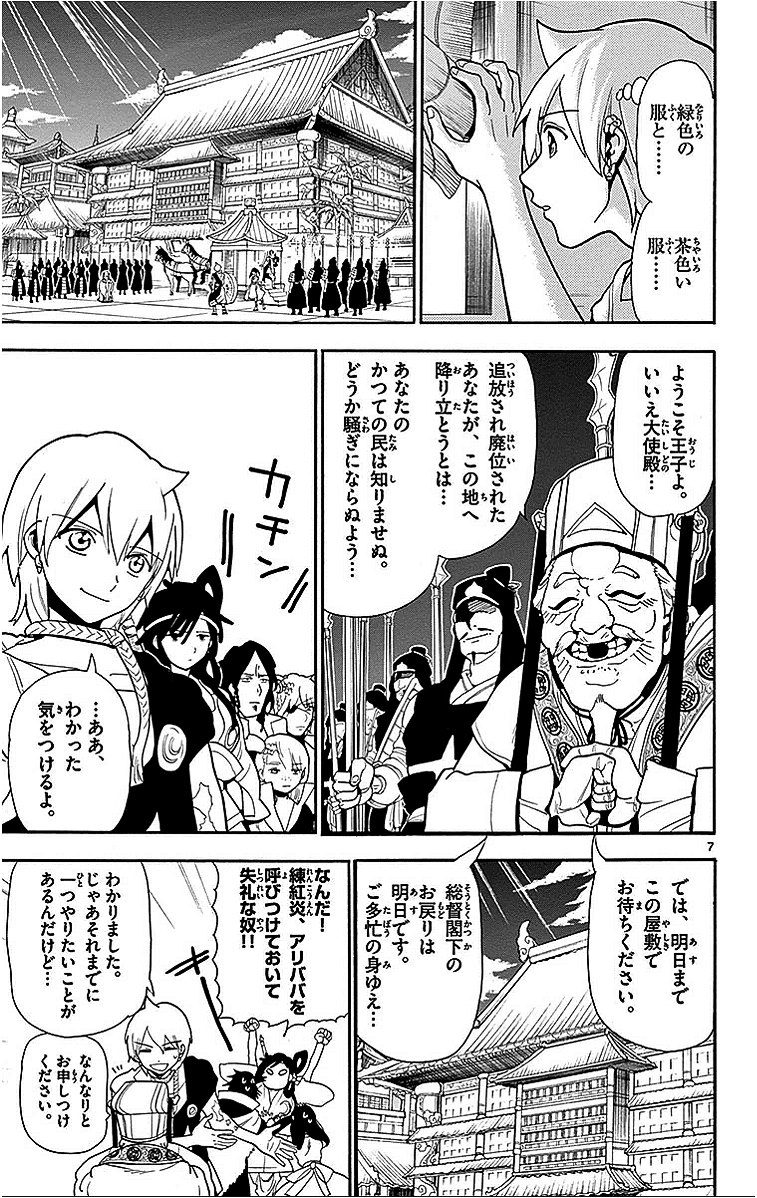 緑色の
服と……
茶色い
服……
ようこそ王子よ。
いいえ大使殿…
追放され廃位された
あなたが、この地へ
降り立とうとは…
あなたの
かつての民は知りませぬ。
どうか騒ぎにならぬよう…
カチン
…ああ、
わかった
気をつけるよ。
7
では、明日まで
この屋敷で
お待ちください。
総督閣下の
お戻りは
明日です。
ご多忙の身ゆえ…
なんだ!
練紅炎、アリババを
呼びつけておいて
失礼な奴!!
わかりました。
じゃあそれまでに
一つやりたいことが
あるんだけど…
なんなりと
お申しつけ
ください。